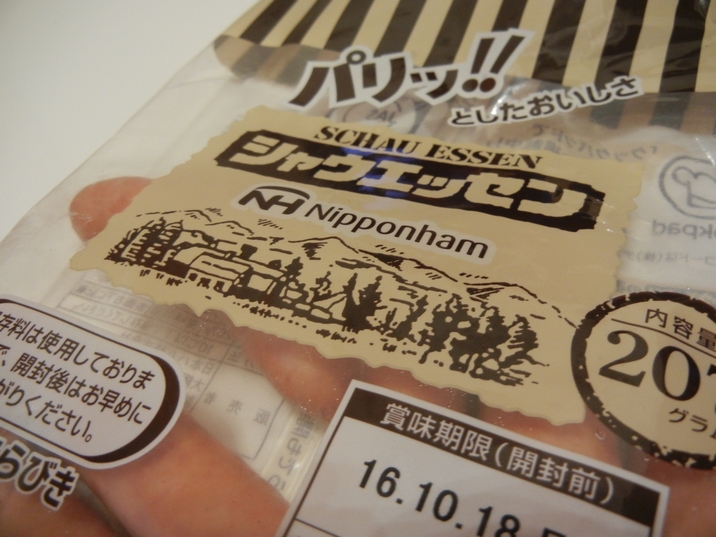 パリッ!!
としたおいしさ
SCHAU ESSEN
シャウエッセン
NH Nipponham
存料は使用しておりま
で、開封後はお早めに
がりください。
らびき
内容量
20
グラ
賞味期限(開封前)
16.10.18